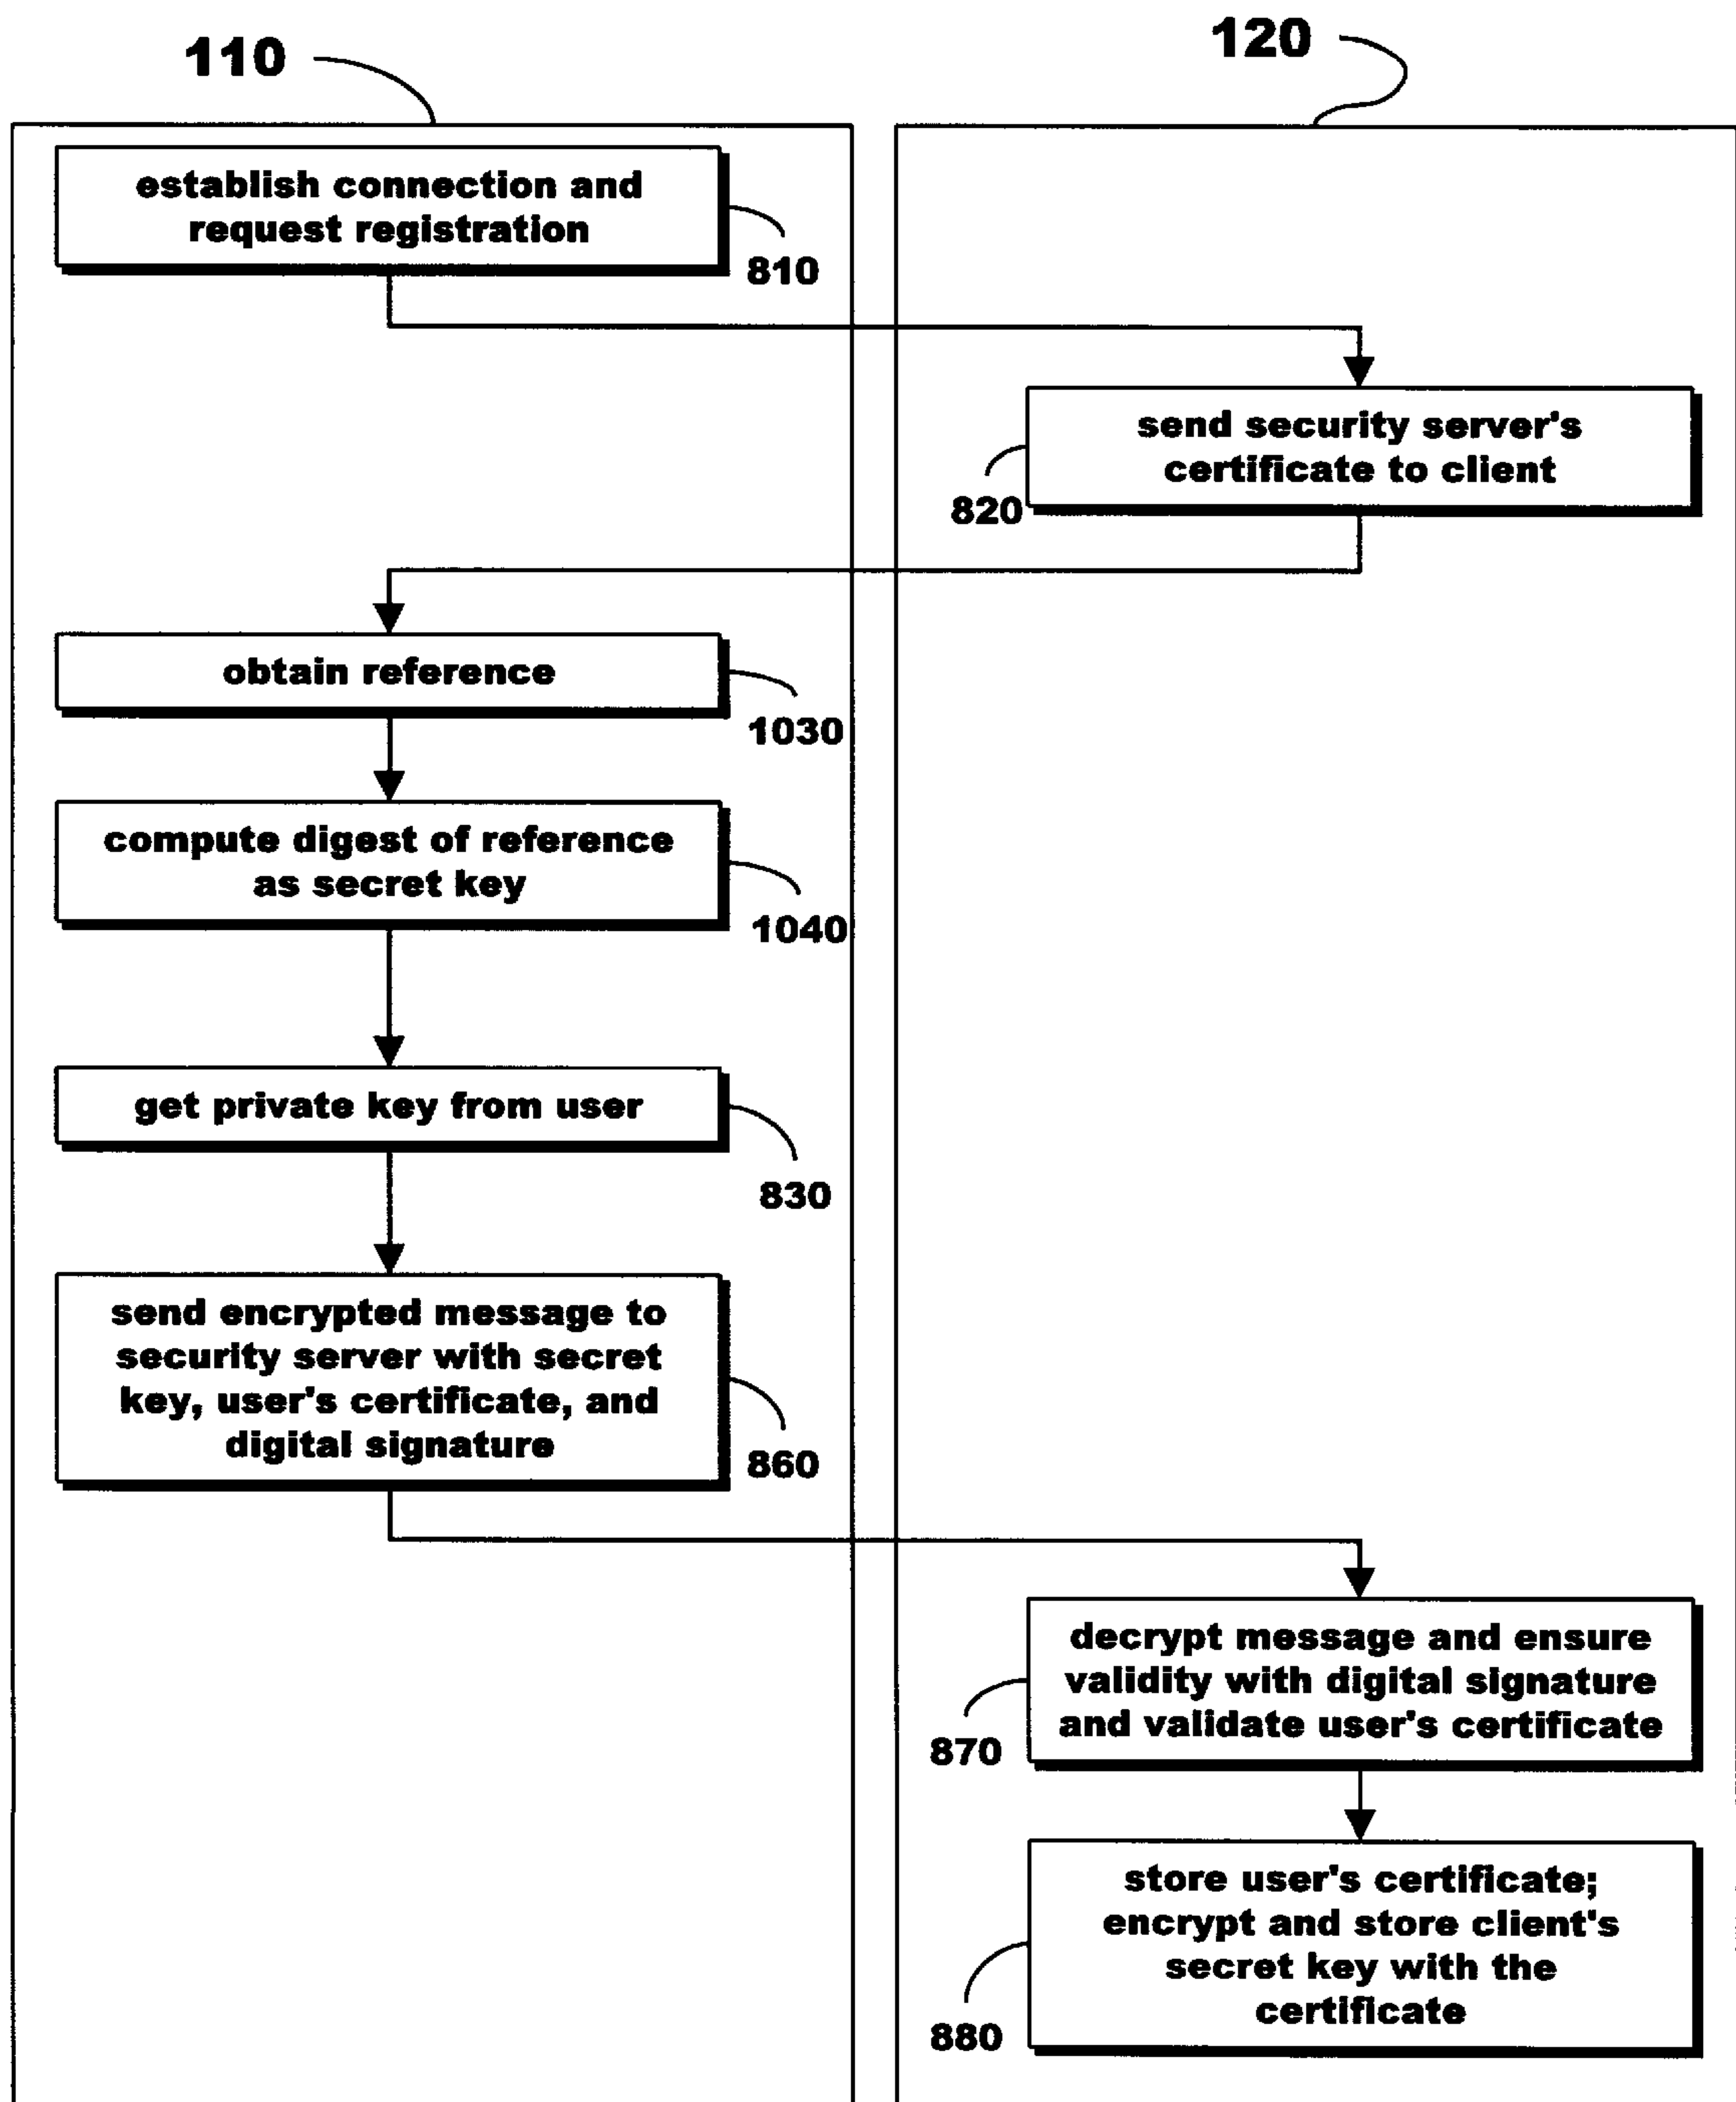 110
120
establish connection and
request registration
810
send security server's
certificate to client
820
obtain reference
1030
compute digest of reference
as secret key
1040
get private key from user
830
send encrypted message to
security server with secret
key, user's certificate, and
digital signature
860
decrypt message and ensure
validity with digital signature
and validate user's certificate
870
store user's certificate;
encrypt and store client's
secret key with the
certificate
880